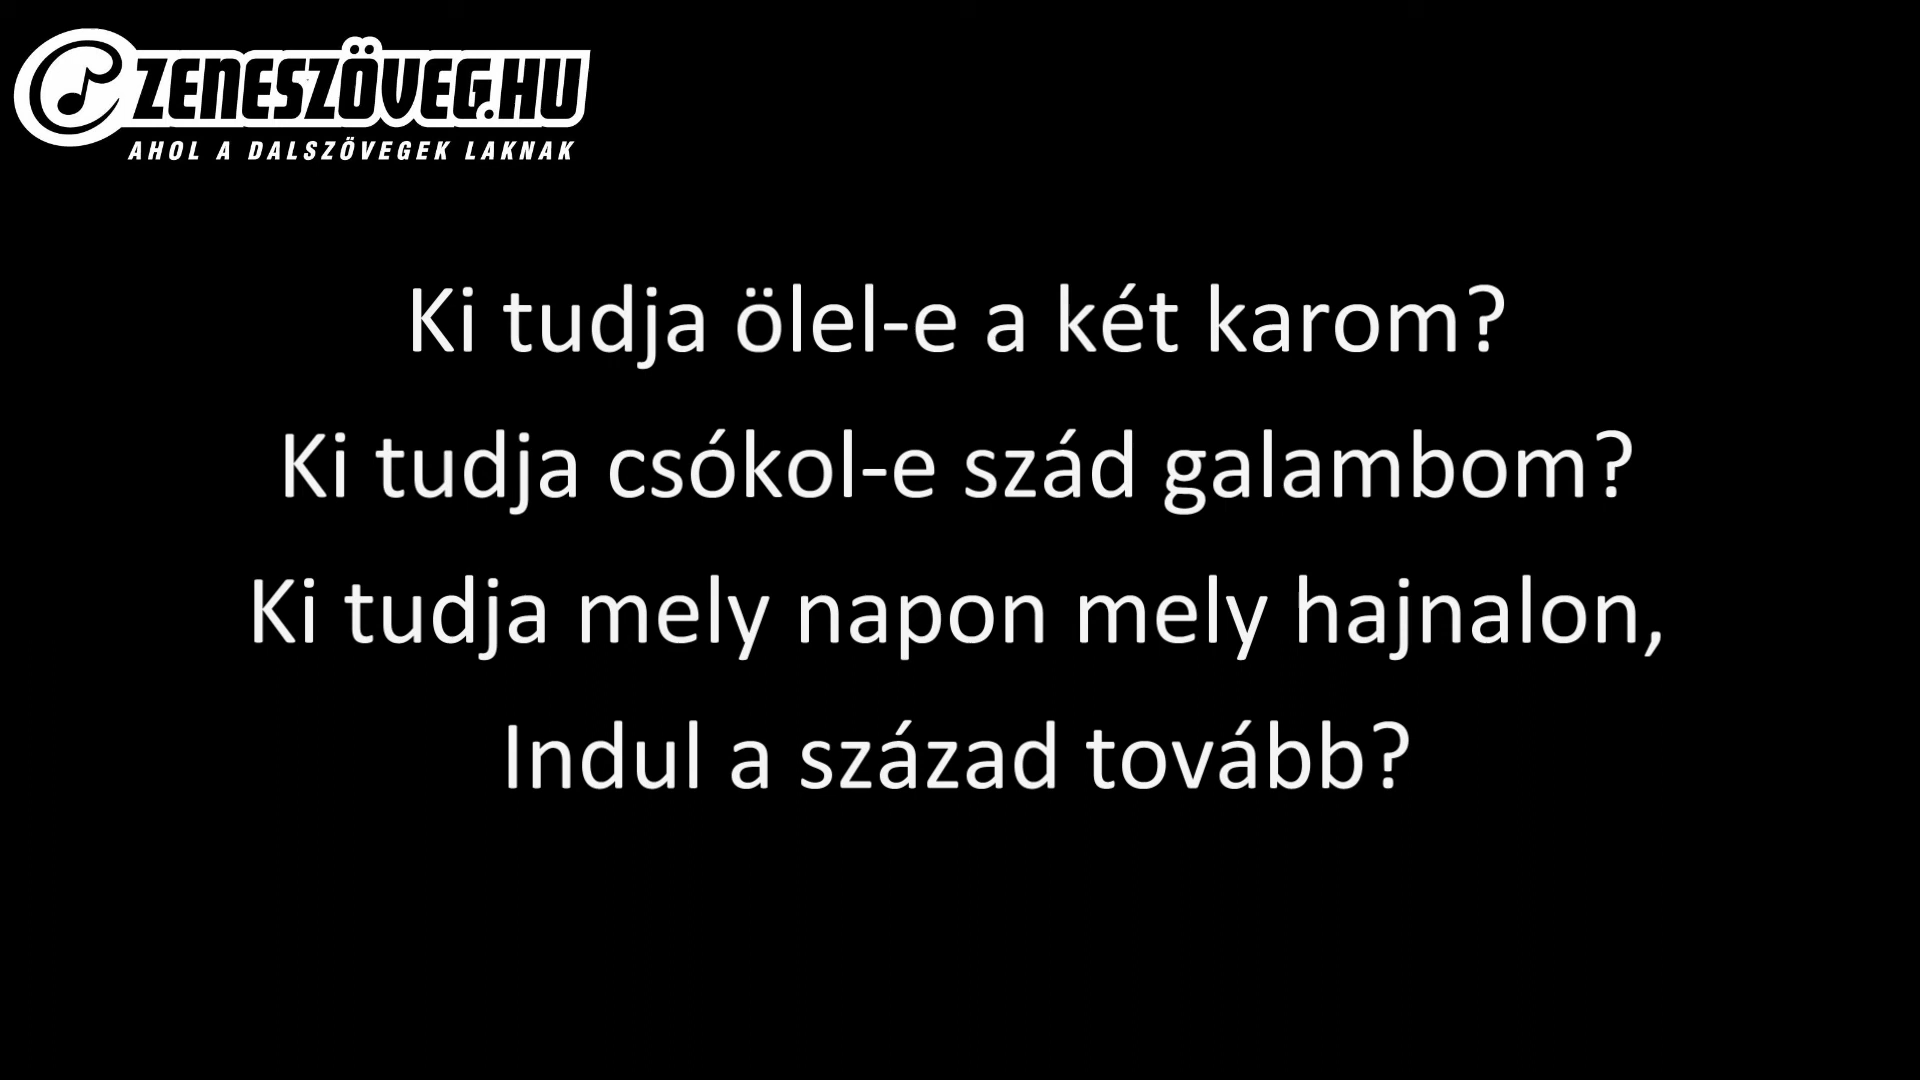 ZENESZÖVEG.HU
AHOL A DALSZÖVEGEK LAKNAK
Ki tudja ölel-e a két karom?
Ki tudja csókol-e szád galambom?
Ki tudja mely napon mely hajnalon,
Indul a század tovább?